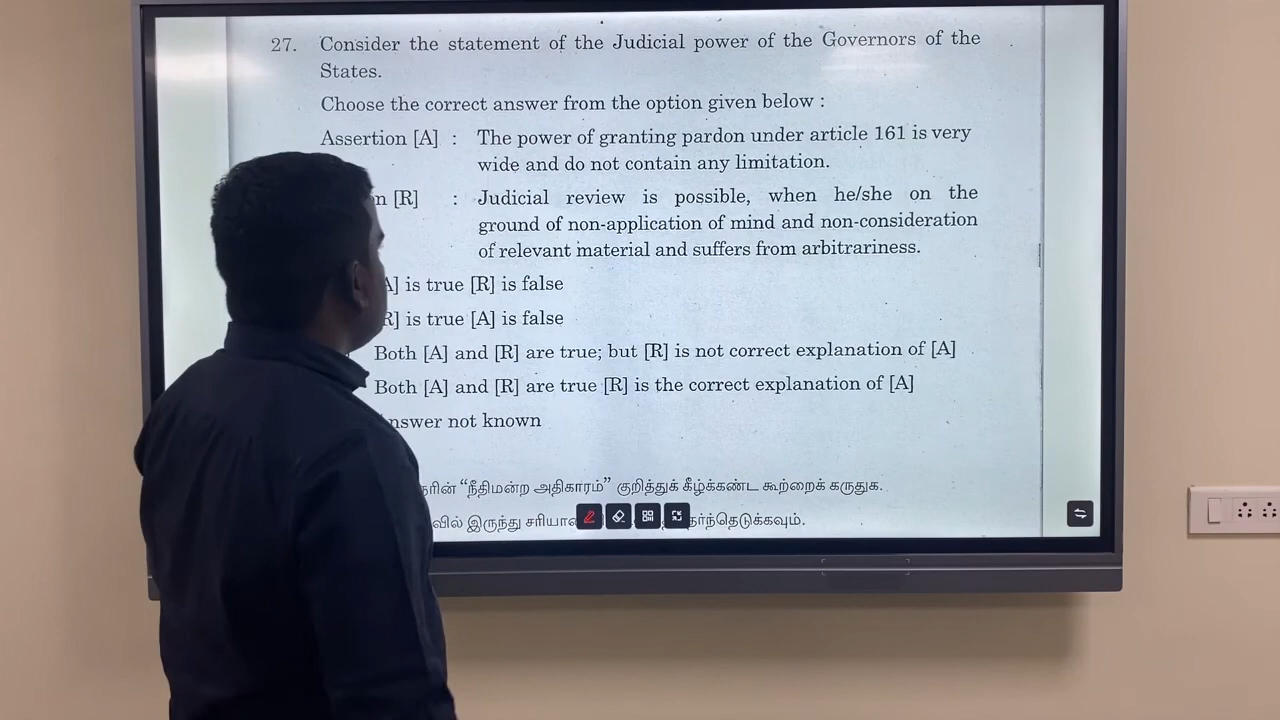 27. Consider the statement of the Judicial power of the Governors of the
States.
Choose the correct answer from the option given below :
Assertion [A] : The power of granting pardon under article 161 is very
wide and do not contain any limitation.
n [R] : Judicial review is possible, when he/she on the
ground of non-application of mind and non-consideration
of relevant material and suffers from arbitrariness.
A] is true [R] is false
R] is true [A] is false
Both [A] and [R] are true; but [R] is not correct explanation of [A]
Both [A] and [R] are true [R] is the correct explanation of [A]
nswer not known
“நீதிமன்ற அதிகாரம்” குறித்துக் கீழ்க்கண்ட கூற்றைக் கருதுக.
இருந்து